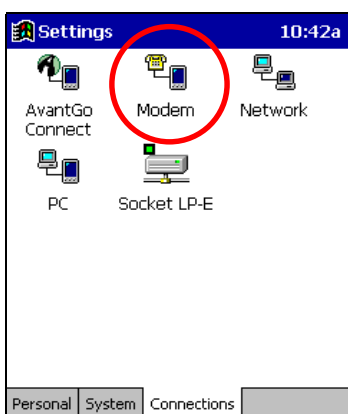 Settings 10:42a
AvantGo Connect
Modem
Network
PC
Socket LP-E
Personal System Connections